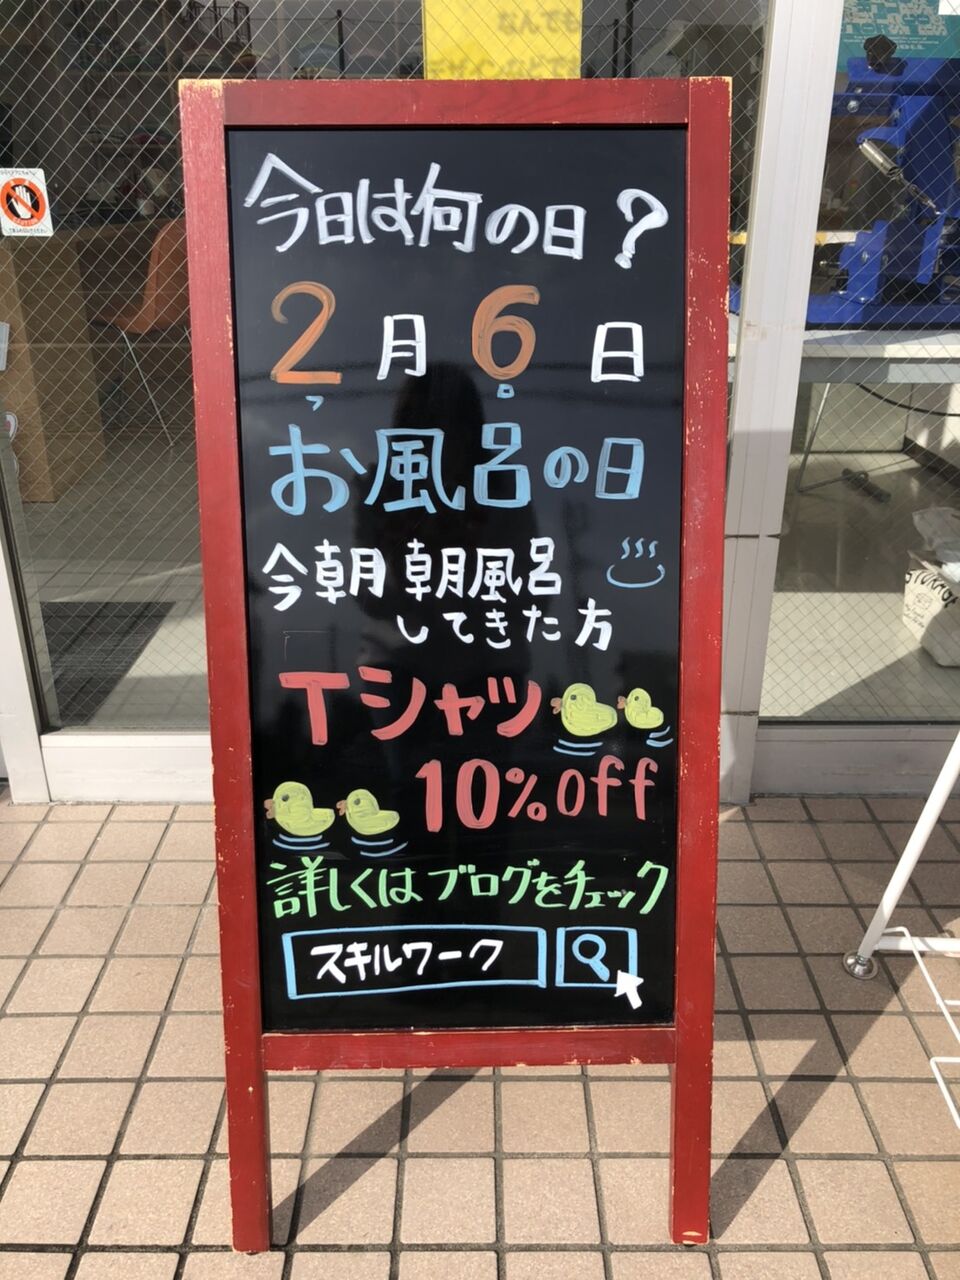 今日は何の日?
2月6日
フ ロ
お風呂の日
今朝 朝風呂
してきた方
Tシャツ
10%off
詳しくはブログをチェック
スキルワーク